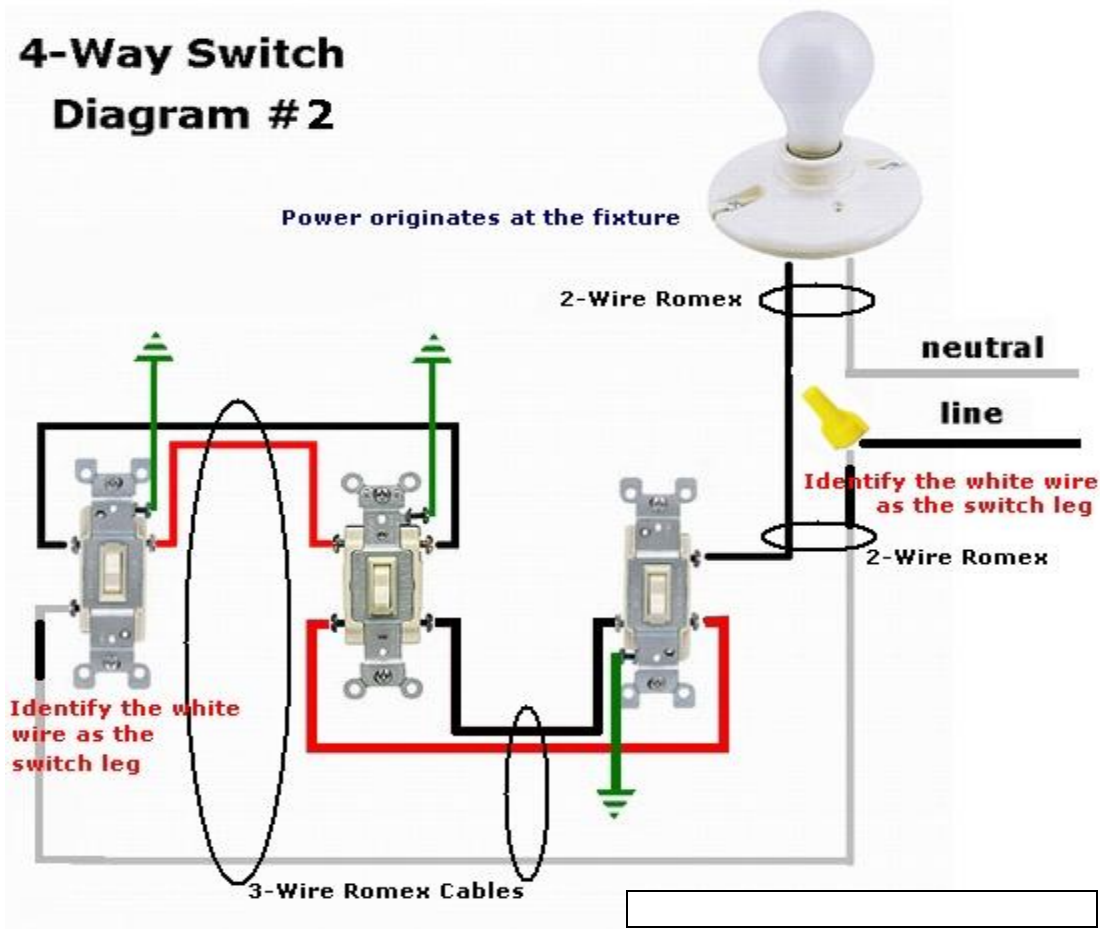 4-Way Switch
Diagram #2
Power originates at the fixture
2-Wire Romex
neutral
line
Identify the white wire
as the switch leg
2-Wire Romex
Identify the white
wire as the
switch leg
3-Wire Romex Cables